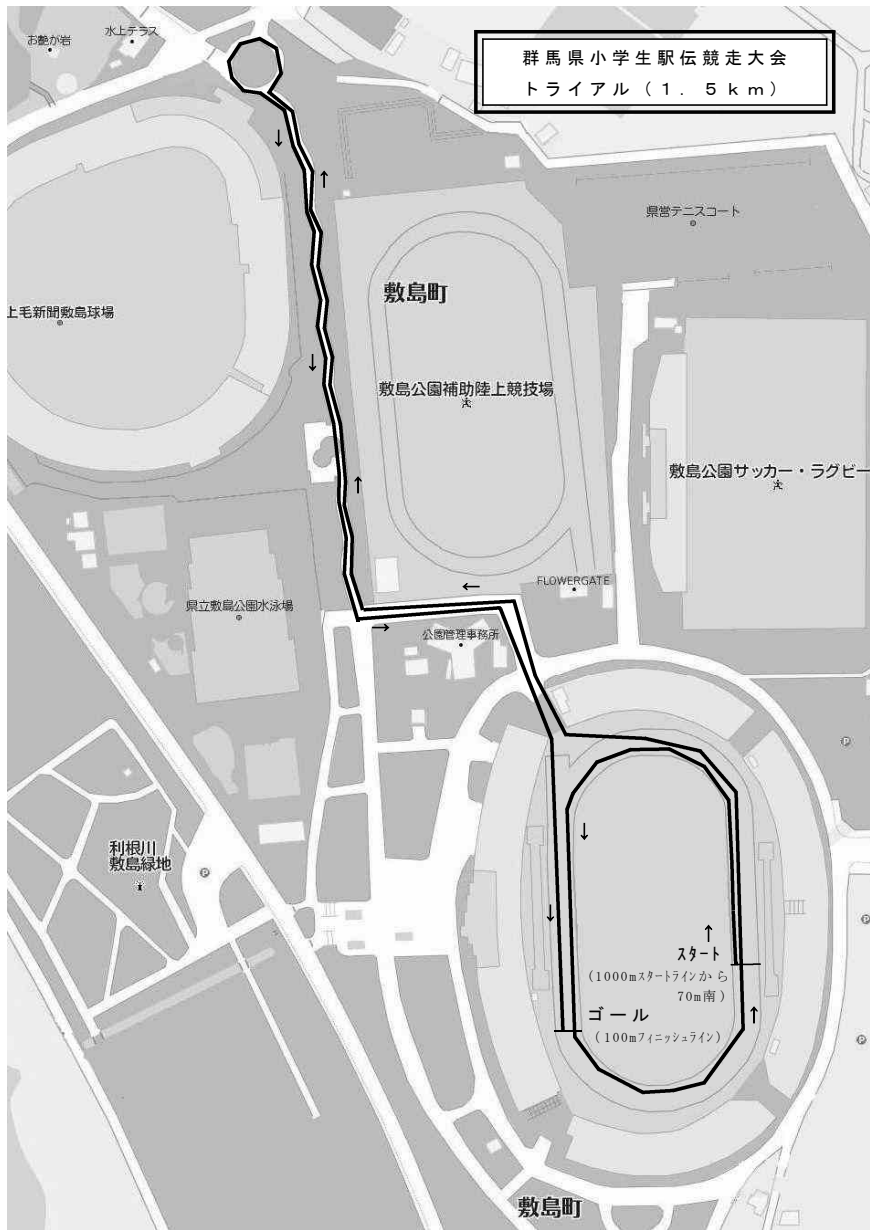 お艶が岩
水上テラス
群馬県小学生駅伝競走大会
トライアル（1．5km）
↓
↑
県営テニスコート
敷島町
上毛新聞敷島球場
↓
敷島公園補助陸上競技場
敷島公園サッカー・ラグビー
↑
←
FLOWERGATE
県立敷島公園水泳場
→
公園管理事務所
P
利根川
敷島緑地
P
↓
↓
↑
P
スタート
(1000mスタートラインから
70m南)
ゴール
(100mフィニッシュライン)
↑
P
敷島町